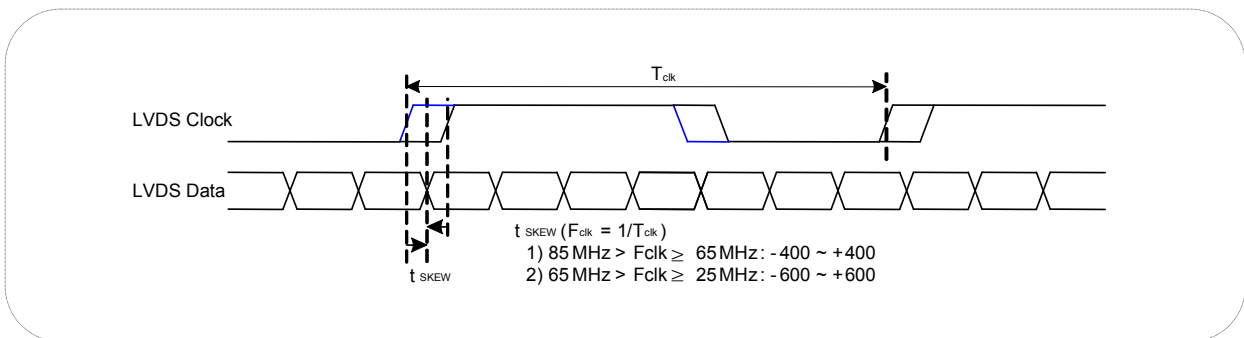 Tclk
LVDS Clock
LVDS Data
t SKEW (Fclk = 1/Tclk)
1) 85 MHz > Fclk ≥ 65 MHz: -400 ~ +400
2) 65 MHz > Fclk ≥ 25 MHz: -600 ~ +600
t SKEW